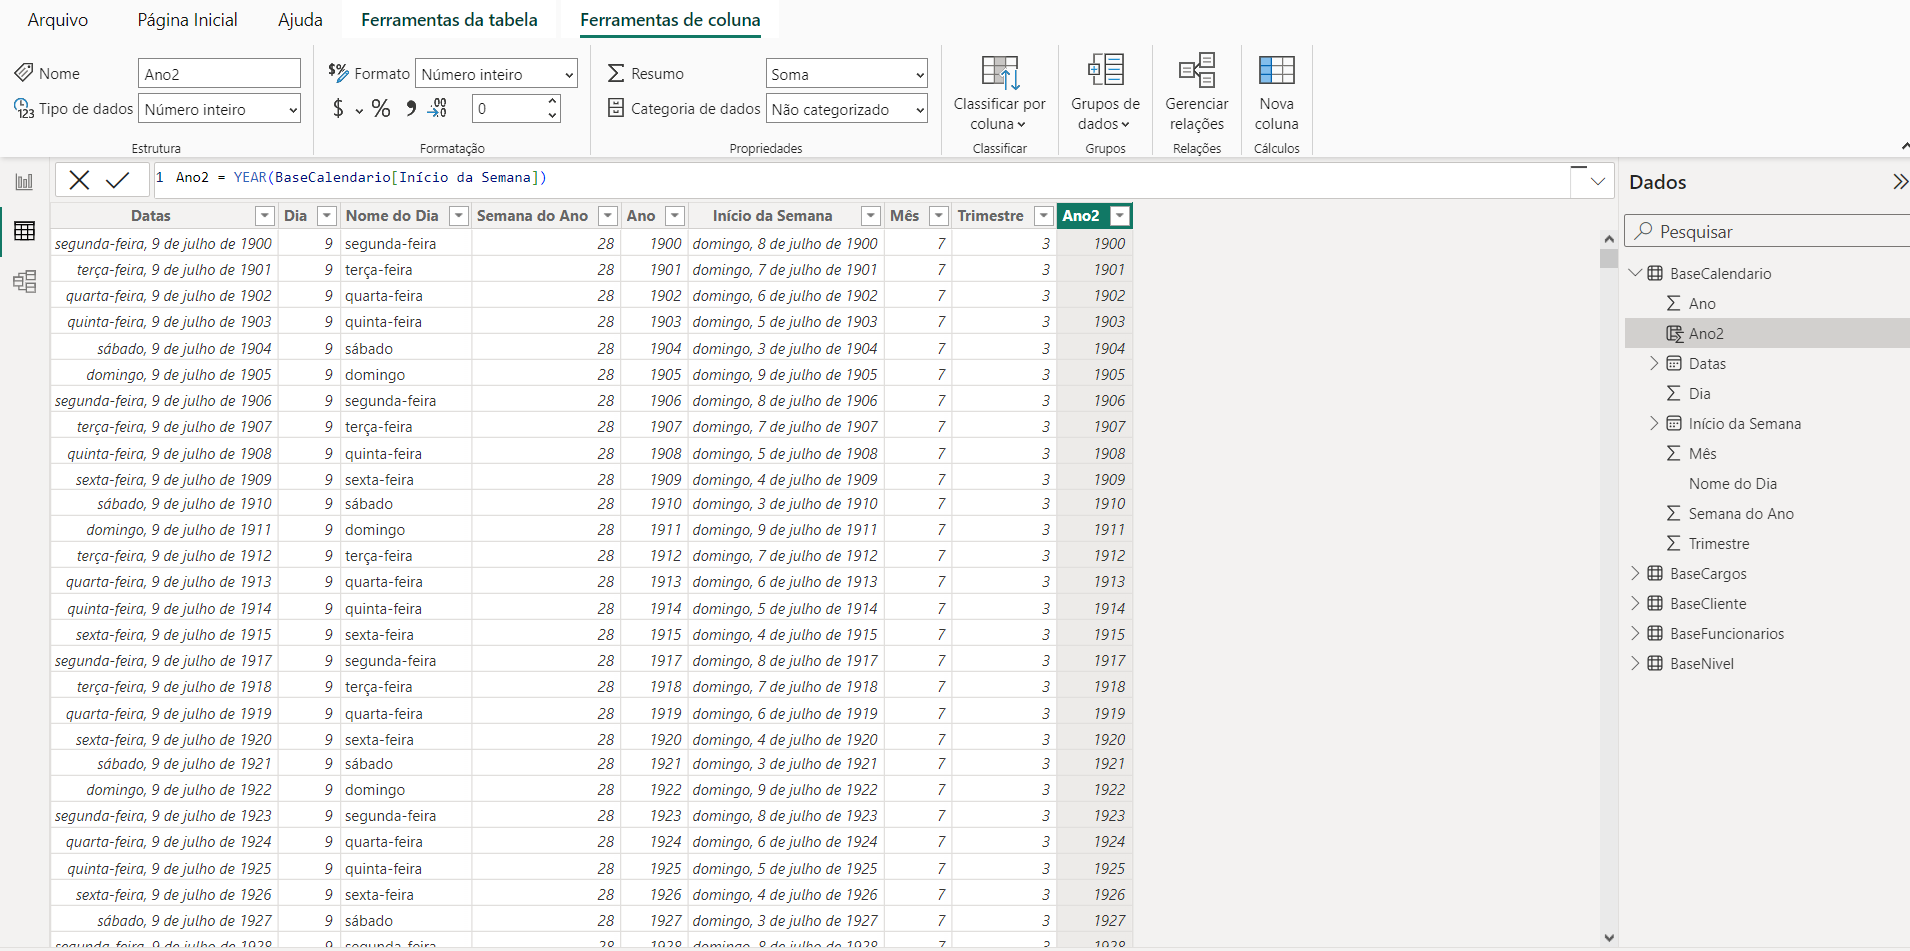 Arquivo Página Inicial Ajuda Ferramentas da tabela Ferramentas de coluna
Nome Ano2
Tipo de dados Número inteiro
Estrutura
Formato Número inteiro
$ % 0
Formatação
Resumo Soma
Categoria de dados Não categorizado
Propriedades
Classificar por
coluna
Classificar
Grupos de
dados
Grupos
Gerenciar
relações
Relações
Nova
coluna
Cálculos
1 Ano2 = YEAR(BaseCalendario[Início da Semana])
Datas Dia Nome do Dia Semana do Ano Ano Início da Semana Mês Trimestre Ano2
segunda-feira, 9 de julho de 1900 9 segunda-feira 28 1900 domingo, 8 de julho de 1900 7 3 1900
terça-feira, 9 de julho de 1901 9 terça-feira 28 1901 domingo, 7 de julho de 1901 7 3 1901
quarta-feira, 9 de julho de 1902 9 quarta-feira 28 1902 domingo, 6 de julho de 1902 7 3 1902
quinta-feira, 9 de julho de 1903 9 quinta-feira 28 1903 domingo, 5 de julho de 1903 7 3 1903
sábado, 9 de julho de 1904 9 sábado 28 1904 domingo, 3 de julho de 1904 7 3 1904
domingo, 9 de julho de 1905 9 domingo 28 1905 domingo, 9 de julho de 1905 7 3 1905
segunda-feira, 9 de julho de 1906 9 segunda-feira 28 1906 domingo, 8 de julho de 1906 7 3 1906
terça-feira, 9 de julho de 1907 9 terça-feira 28 1907 domingo, 7 de julho de 1907 7 3 1907
quinta-feira, 9 de julho de 1908 9 quinta-feira 28 1908 domingo, 5 de julho de 1908 7 3 1908
sexta-feira, 9 de julho de 1909 9 sexta-feira 28 1909 domingo, 4 de julho de 1909 7 3 1909
sábado, 9 de julho de 1910 9 sábado 28 1910 domingo, 3 de julho de 1910 7 3 1910
domingo, 9 de julho de 1911 9 domingo 28 1911 domingo, 9 de julho de 1911 7 3 1911
terça-feira, 9 de julho de 1912 9 terça-feira 28 1912 domingo, 7 de julho de 1912 7 3 1912
quarta-feira, 9 de julho de 1913 9 quarta-feira 28 1913 domingo, 6 de julho de 1913 7 3 1913
quinta-feira, 9 de julho de 1914 9 quinta-feira 28 1914 domingo, 5 de julho de 1914 7 3 1914
sexta-feira, 9 de julho de 1915 9 sexta-feira 28 1915 domingo, 4 de julho de 1915 7 3 1915
segunda-feira, 9 de julho de 1917 9 segunda-feira 28 1917 domingo, 8 de julho de 1917 7 3 1917
terça-feira, 9 de julho de 1918 9 terça-feira 28 1918 domingo, 7 de julho de 1918 7 3 1918
quarta-feira, 9 de julho de 1919 9 quarta-feira 28 1919 domingo, 6 de julho de 1919 7 3 1919
sexta-feira, 9 de julho de 1920 9 sexta-feira 28 1920 domingo, 4 de julho de 1920 7 3 1920
sábado, 9 de julho de 1921 9 sábado 28 1921 domingo, 3 de julho de 1921 7 3 1921
domingo, 9 de julho de 1922 9 domingo 28 1922 domingo, 9 de julho de 1922 7 3 1922
segunda-feira, 9 de julho de 1923 9 segunda-feira 28 1923 domingo, 8 de julho de 1923 7 3 1923
quarta-feira, 9 de julho de 1924 9 quarta-feira 28 1924 domingo, 6 de julho de 1924 7 3 1924
quinta-feira, 9 de julho de 1925 9 quinta-feira 28 1925 domingo, 5 de julho de 1925 7 3 1925
sexta-feira, 9 de julho de 1926 9 sexta-feira 28 1926 domingo, 4 de julho de 1926 7 3 1926
sábado, 9 de julho de 1927 9 sábado 28 1927 domingo, 3 de julho de 1927 7 3 1927
segunda-feira, 9 de julho de 1928 9 segunda-feira 28 1928 domingo, 8 de julho de 1928 7 3 1928
Dados
Pesquisar
BaseCalendario
Ano
Ano2
Datas
Dia
Início da Semana
Mês
Nome do Dia
Semana do Ano
Trimestre
BaseCargos
BaseCliente
BaseFuncionarios
BaseNivel